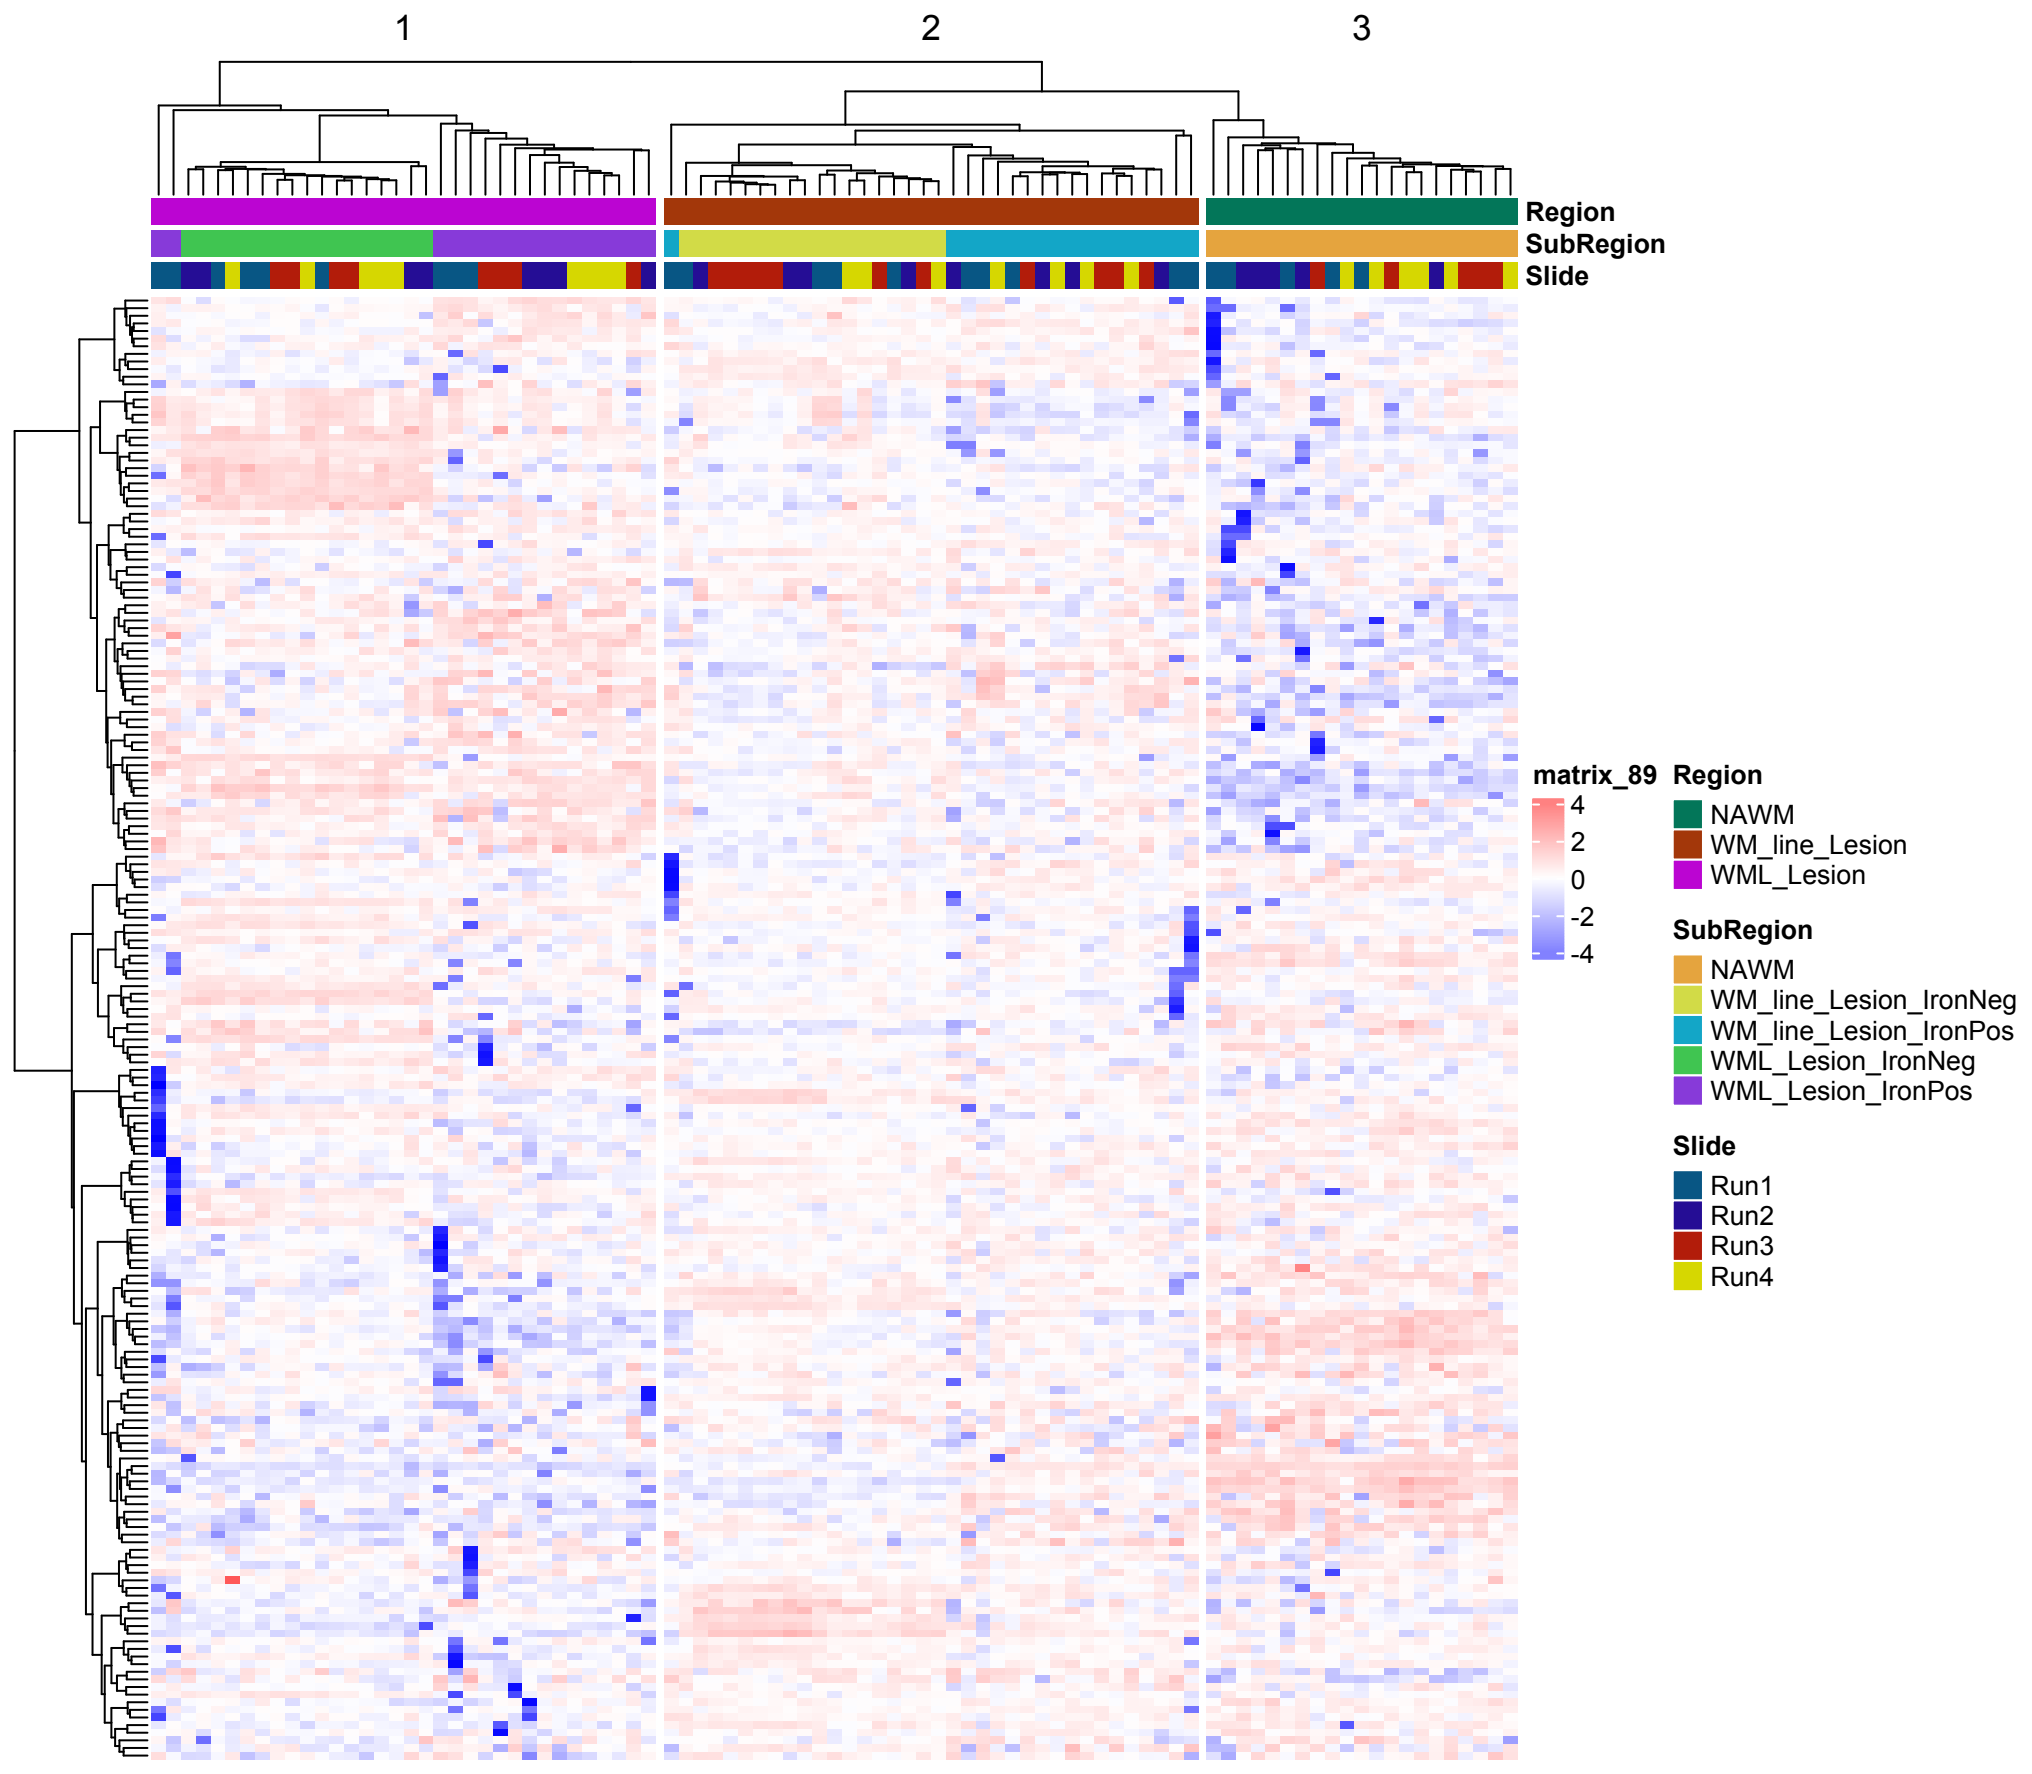 1 2 3
Region
SubRegion
Slide
matrix_89
4
2
0
-2
-4
Region
NAWM
WM_line_Lesion
WML_Lesion
SubRegion
NAWM
WM_line_Lesion_IronNeg
WM_line_Lesion_IronPos
WML_Lesion_IronNeg
WML_Lesion_IronPos
Slide
Run1
Run2
Run3
Run4